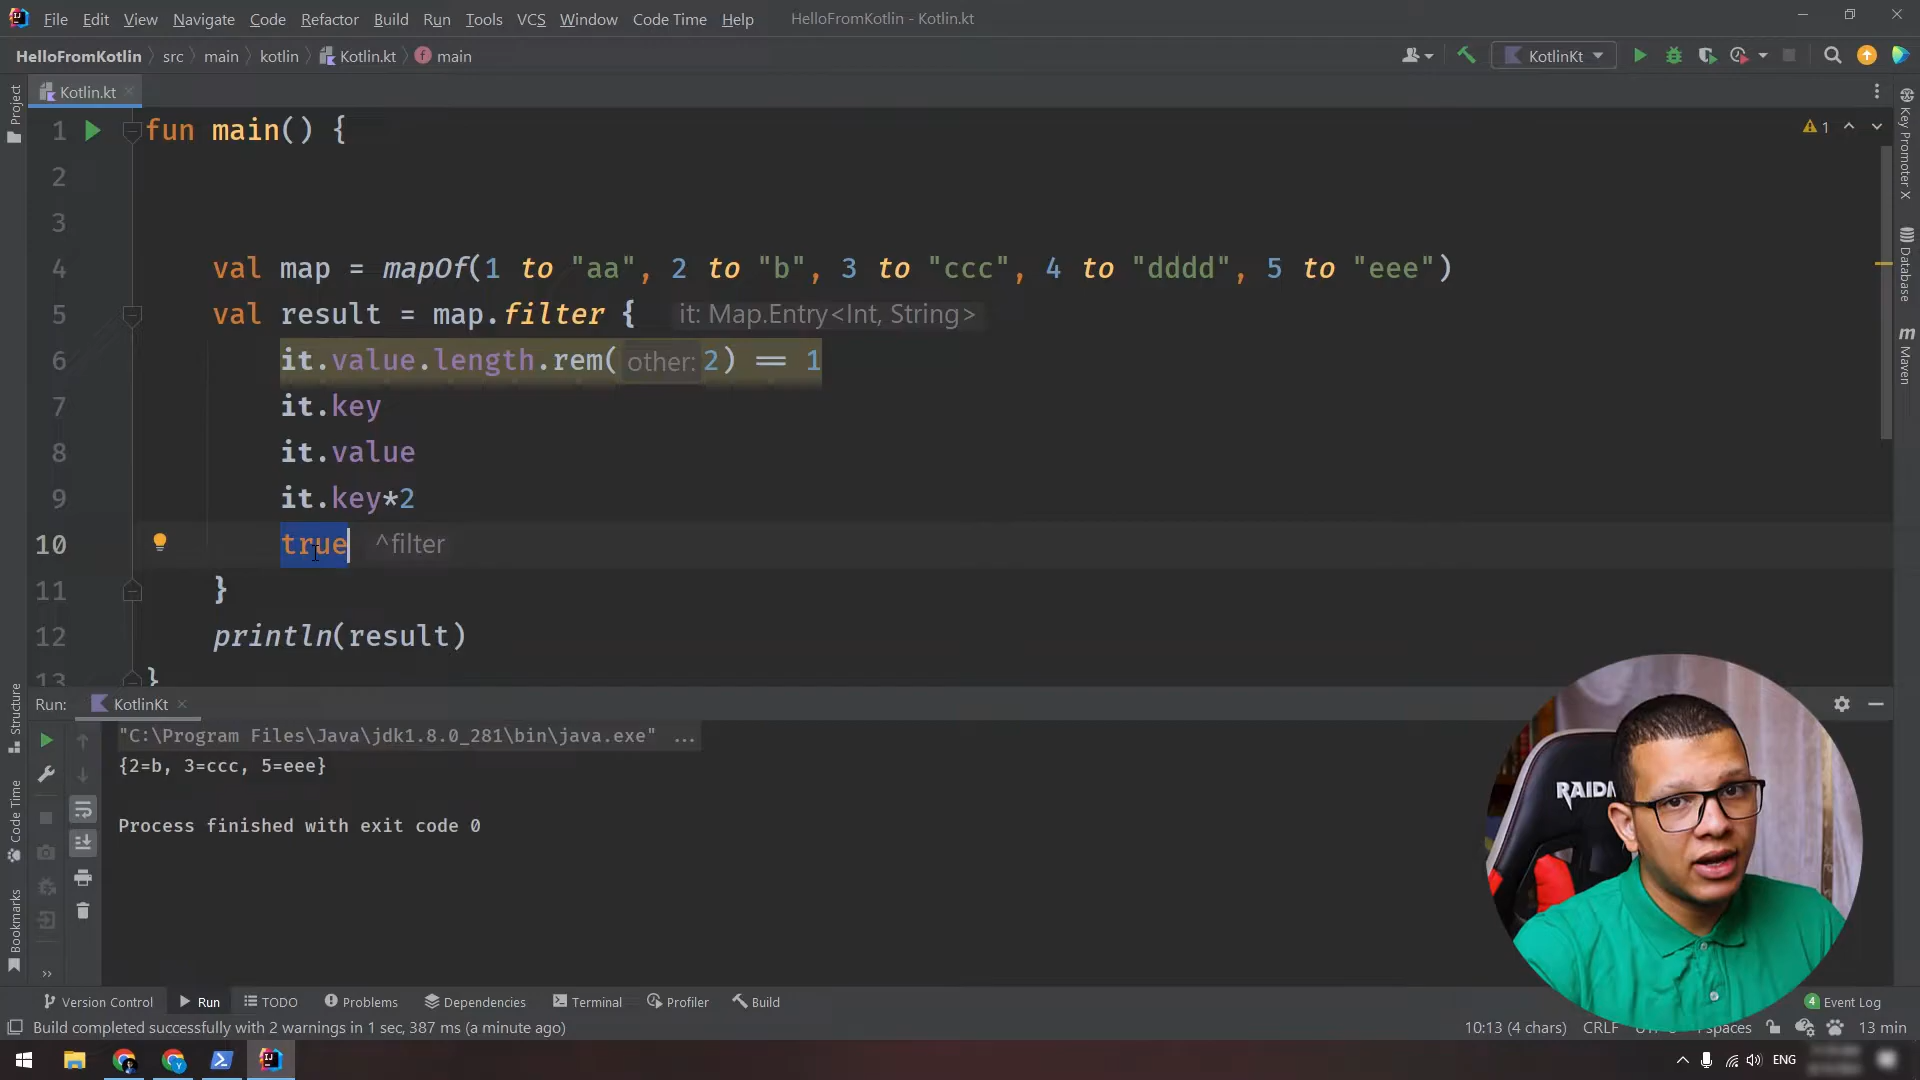 File Edit View Navigate Code Refactor Build Run Tools VCS Window Code Time Help HelloFromKotlin - Kotlin.kt
HelloFromKotlin src main kotlin Kotlin.kt main KotlinKt
Project
Kotlin.kt
1 fun main() {
1
2
3
4 val map = mapOf(1 to "aa", 2 to "b", 3 to "ccc", 4 to "dddd", 5 to "eee")
5 val result = map.filter { it: Map.Entry<Int, String>
6 it.value.length.rem( other: 2) == 1
7 it.key
8 it.value
9 it.key*2
10 true ^filter
11 }
12 println(result)
13 }
Key Promoter X
Database
Maven
Structure
Code Time
Bookmarks
Run: KotlinKt
"C:\Program Files\Java\jdk1.8.0_281\bin\java.exe" ...
{2=b, 3=ccc, 5=eee}
Process finished with exit code 0
RAIDM
Version Control Run TODO Problems Dependencies Terminal Profiler Build 4 Event Log
Build completed successfully with 2 warnings in 1 sec, 387 ms (a minute ago) 10:13 (4 chars) CRLF spaces 13 min
ENG